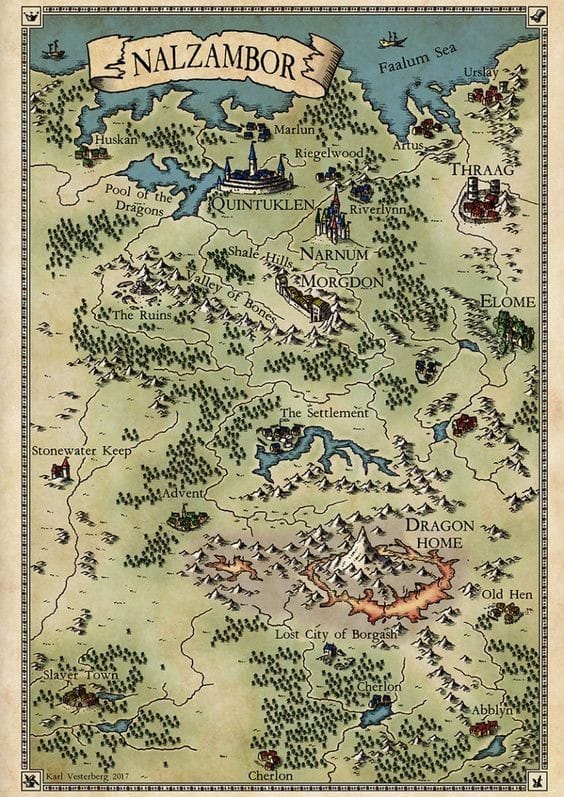 NALZAMBOR
Faalum Sea
Urslay
Marlun
Huskan
Artus
Riegelwood
THRAAG
Pool of the
Dragons
QUINTUKLEN
Riverlynn
NARNUM
Shale Hills
MORGDON
Valley of Bones
ELOME
The Ruins
The Settlement
Stonewater Keep
Advent
DRAGON
HOME
Old Hen
Lost City of Borgash
Slayer Town
Cherlon
Abblyn
Cherlon
Karl Vesterberg 2017